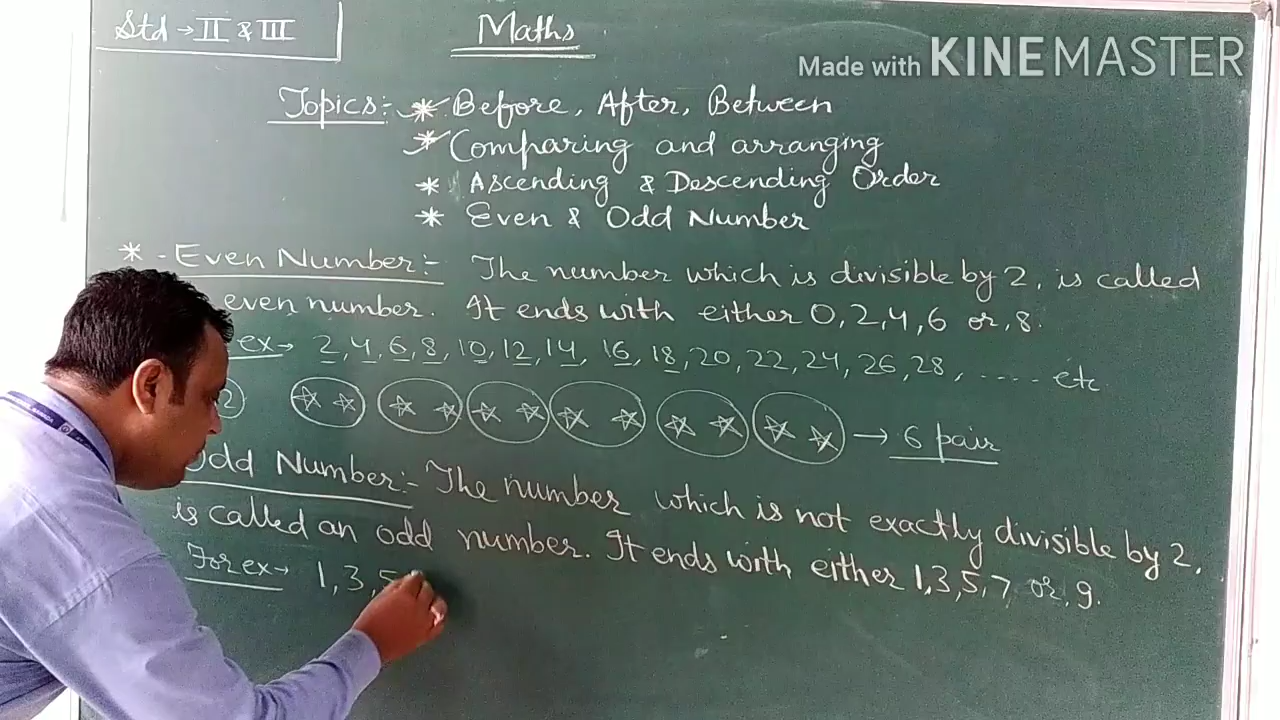 Std → II & III
Maths
Made with KINEMASTER
Topics:- * Before, After, Between
* Comparing and arranging
* Ascending & Descending Order
* Even & Odd Number
* - Even Number:- The number which is divisible by 2, is called
even number. It ends with either 0, 2, 4, 6 or, 8.
ex → 2, 4, 6, 8, 10, 12, 14, 16, 18, 20, 22, 24, 26, 28, ..... etc
2 → 6 pair
Odd Number:- The number which is not exactly divisible by 2,
is called an odd number. It ends with either 1, 3, 5, 7, or, 9.
For ex → 1, 3, 5